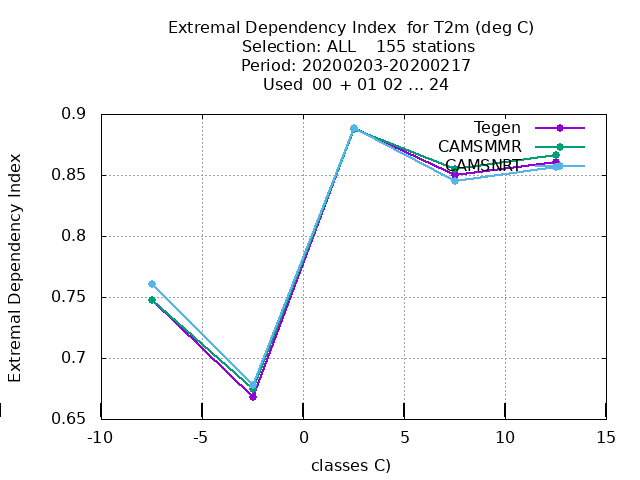 Extremal Dependency Index for T2m (deg C)
Selection: ALL 155 stations
Period: 20200203-20200217
Used 00 + 01 02 ... 24
Extremal Dependency Index
0.9
0.85
0.8
0.75
0.7
0.65
Tegen
CAMSMMR
CAMSNRT
-10
-5
0
5
10
15
classes C)